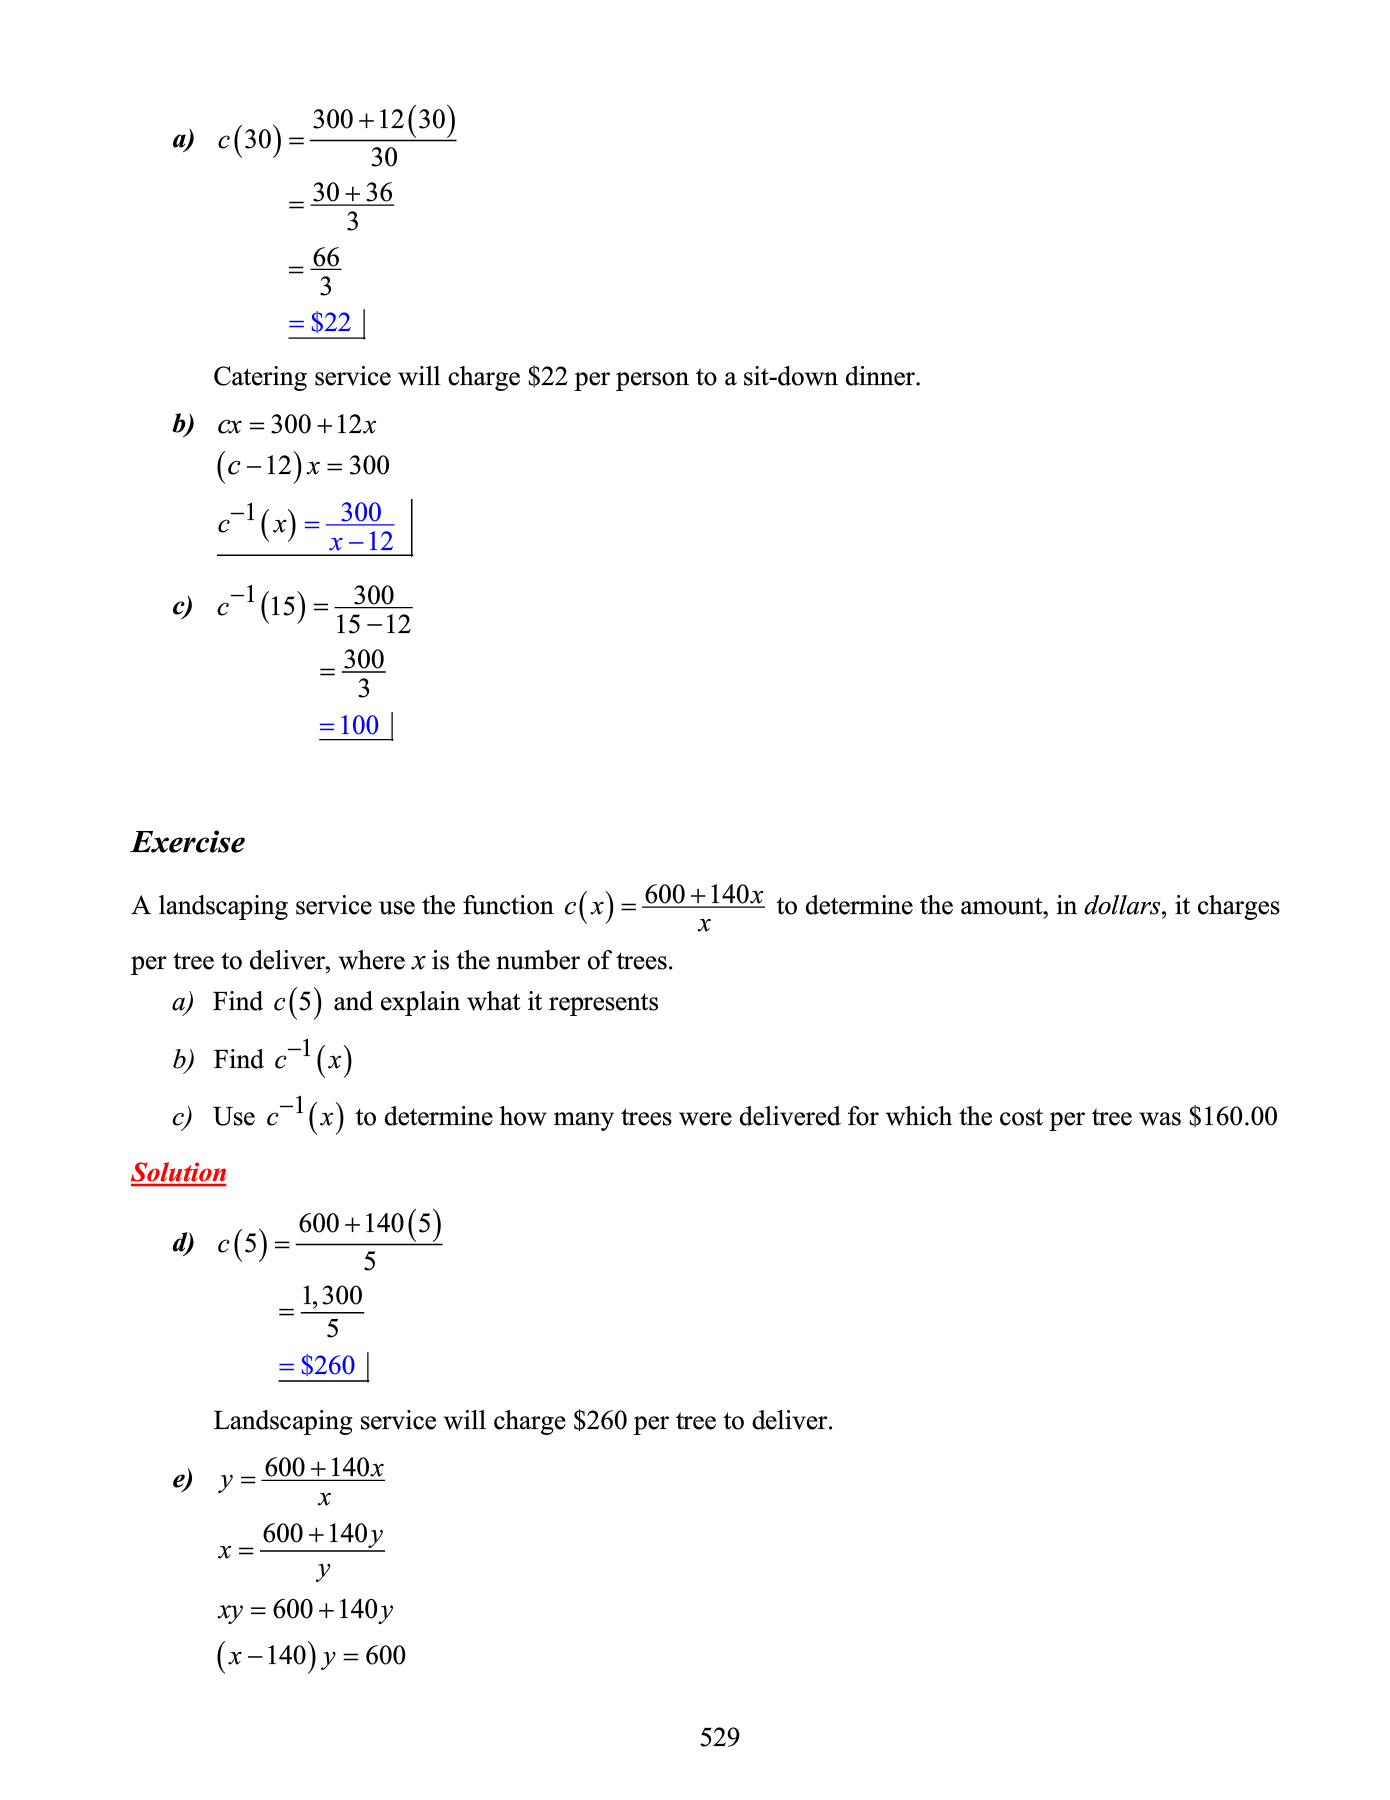 a) c(30) = \frac{300+12(30)}{30}
= \frac{30+36}{3}
= \frac{66}{3}
= $22
Catering service will charge $22 per person to a sit-down dinner.
b) cx = 300+12x
(c−12)x = 300
c^{−1}(x) = \frac{300}{x−12}
c) c^{−1}(15) = \frac{300}{15−12}
= \frac{300}{3}
= 100
Exercise
A landscaping service use the function c(x) = \frac{600+140x}{x} to determine the amount, in dollars, it charges
per tree to deliver, where x is the number of trees.
a) Find c(5) and explain what it represents
b) Find c^{−1}(x)
c) Use c^{−1}(x) to determine how many trees were delivered for which the cost per tree was $160.00
Solution
d) c(5) = \frac{600+140(5)}{5}
= \frac{1,300}{5}
= $260
Landscaping service will charge $260 per tree to deliver.
e) y = \frac{600+140x}{x}
x = \frac{600+140y}{y}
xy = 600+140y
(x−140)y = 600
529